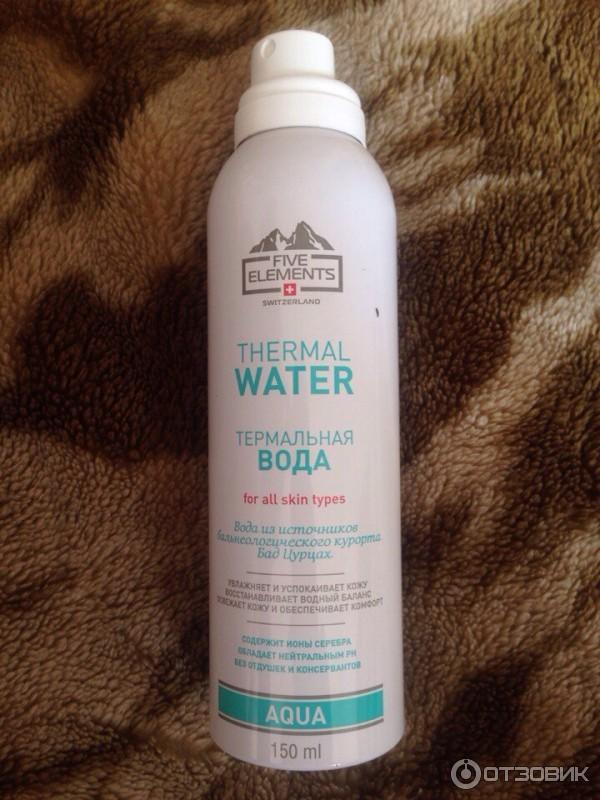 FIVE
ELEMENTS
SWITZERLAND
THERMAL
WATER
ТЕРМАЛЬНАЯ
ВОДА
for all skin types
Вода из источников
бальнеологического курорта
Бад Цурцах.
УВЛАЖНЯЕТ И УСПОКАИВАЕТ КОЖУ
ВОССТАНАВЛИВАЕТ ВОДНЫЙ БАЛАНС
ОСВЕЖАЕТ КОЖУ И ОБЕСПЕЧИВАЕТ КОМФОРТ
СОДЕРЖИТ ИОНЫ СЕРЕБРА
ОБЛАДАЕТ НЕЙТРАЛЬНЫМ PH
БЕЗ ОТДУШЕК И КОНСЕРВАНТОВ
AQUA
150 ml
ОТЗОВИК